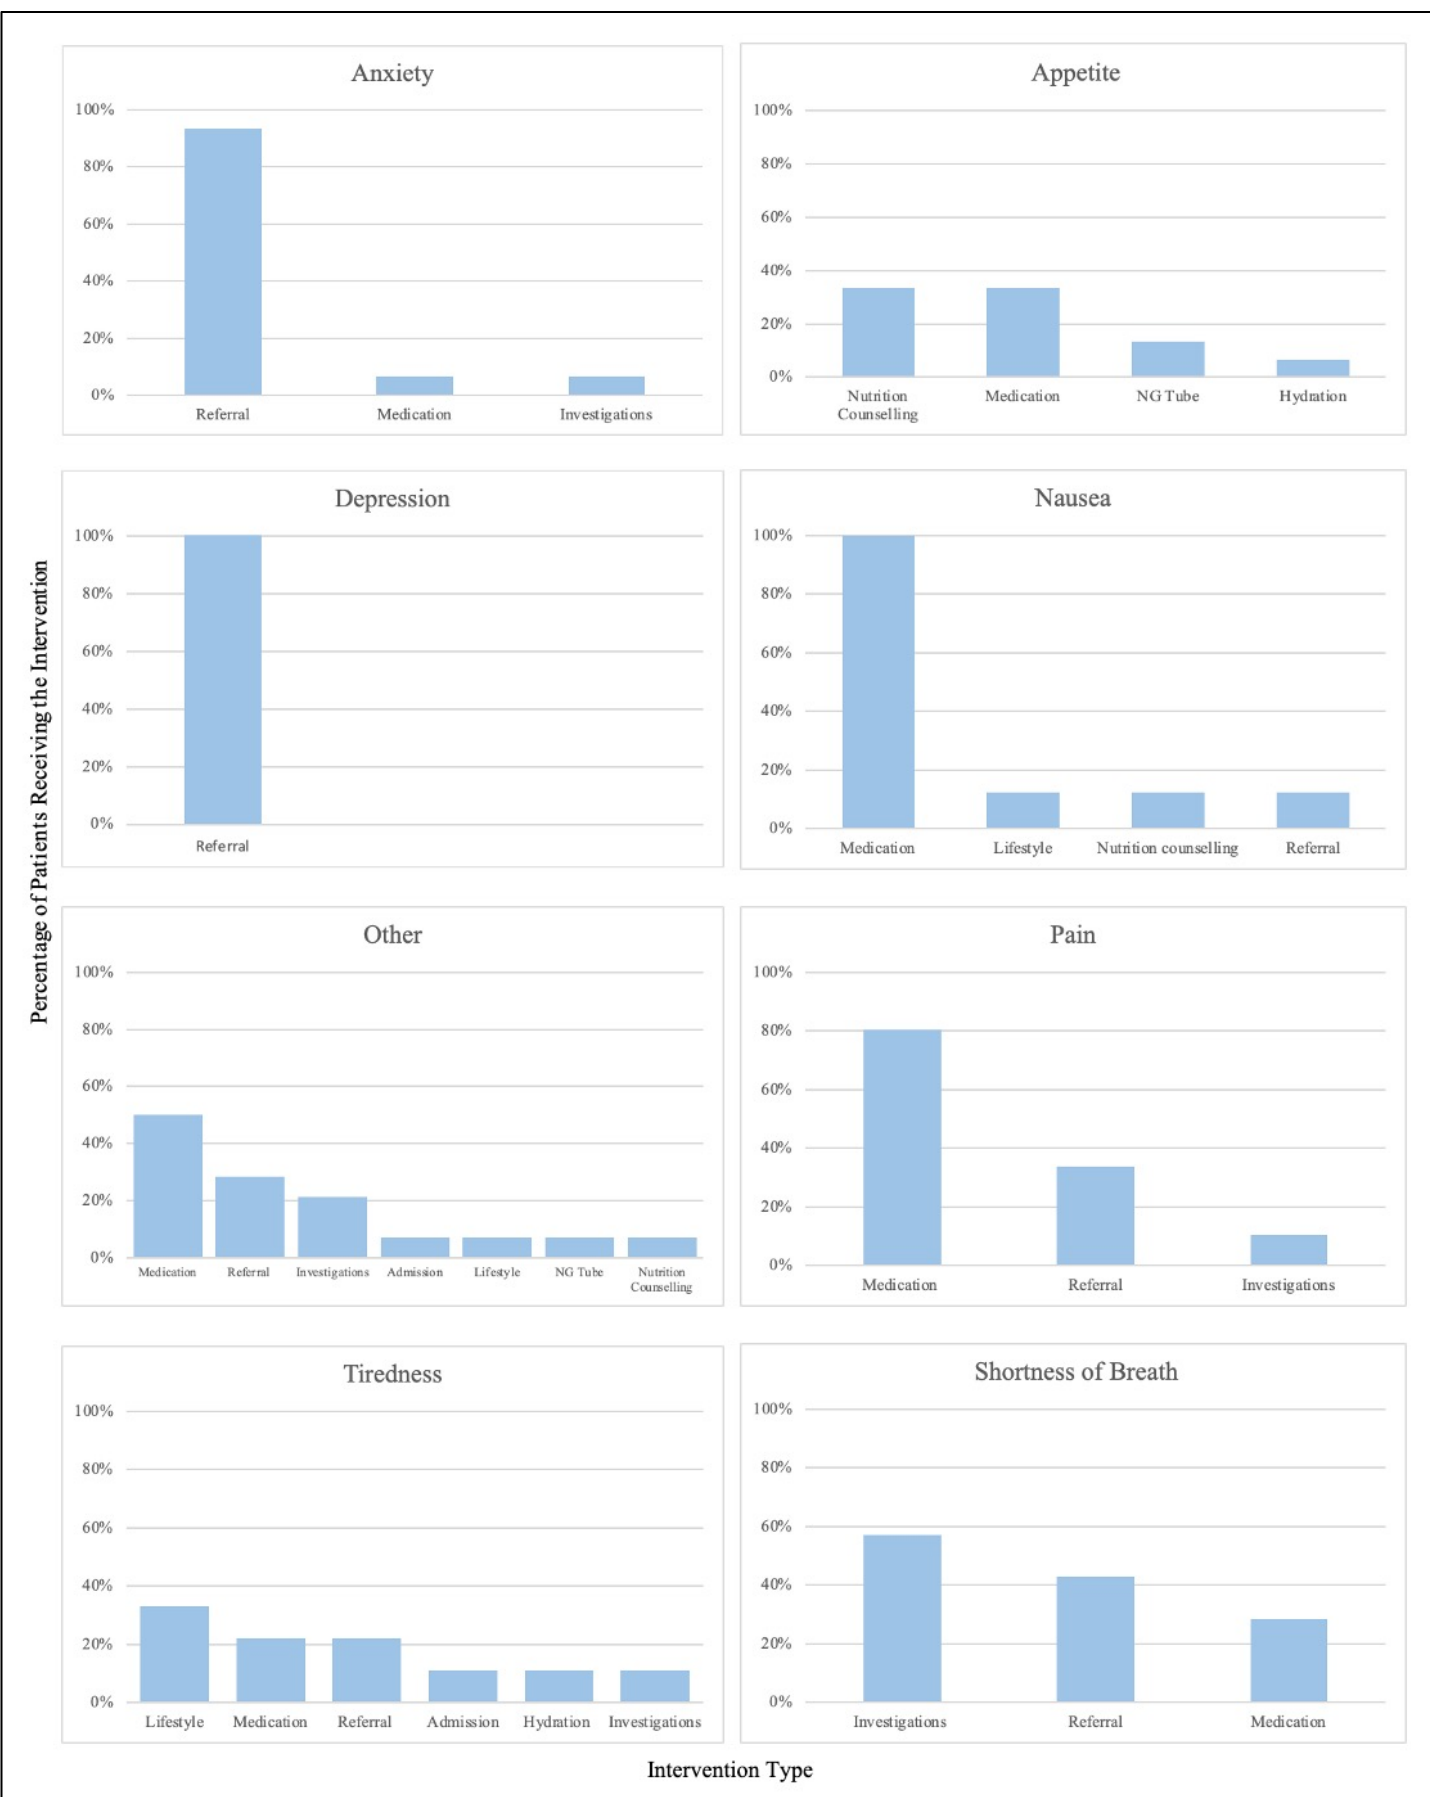 Percentage of Patients Receiving the Intervention
Anxiety
100%
80%
60%
40%
20%
0%
Referral
Medication
Investigations
Appetite
100%
80%
60%
40%
20%
0%
Nutrition
Counselling
Medication
NG Tube
Hydration
Depression
100%
80%
60%
40%
20%
0%
Referral
Nausea
100%
80%
60%
40%
20%
0%
Medication
Lifestyle
Nutrition counselling
Referral
Other
100%
80%
60%
40%
20%
0%
Medication
Referral
Investigations
Admission
Lifestyle
NG Tube
Nutrition
Counselling
Pain
100%
80%
60%
40%
20%
0%
Medication
Referral
Investigations
Tiredness
100%
80%
60%
40%
20%
0%
Lifestyle
Medication
Referral
Admission
Hydration
Investigations
Shortness of Breath
100%
80%
60%
40%
20%
0%
Investigations
Referral
Medication
Intervention Type